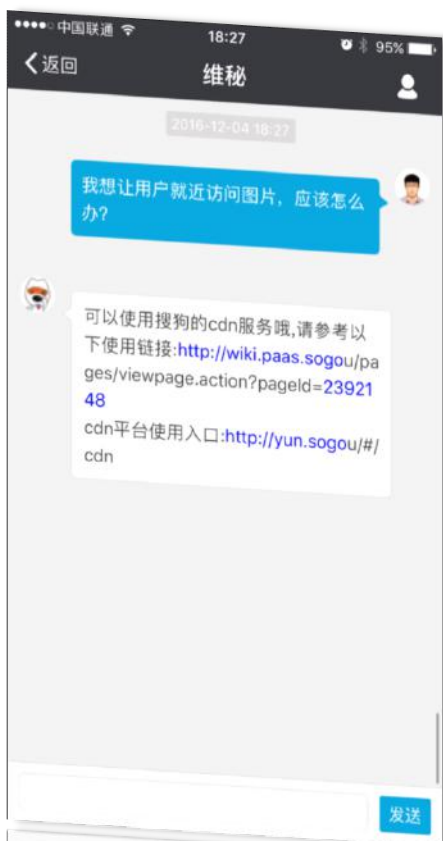 中国联通 18:27 95%
返回 维秘
2016-12-04 18:27
我想让用户就近访问图片，应该怎么
办?
可以使用搜狗的cdn服务哦,请参考以
下使用链接:http://wiki.paas.sogou/pa
ges/viewpage.action?pageId=23921
48
cdn平台使用入口:http://yun.sogou/#/
cdn
发送